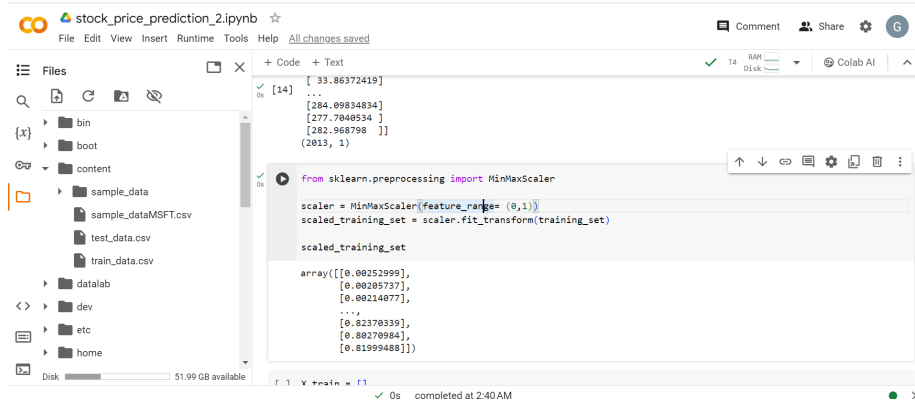 stock_price_prediction_2.ipynb
File Edit View Insert Runtime Tools Help All changes saved
Comment Share G
Files
+ Code + Text
T4 RAM Disk Colab AI
bin
boot
content
sample_data
sample_dataMSFT.csv
test_data.csv
train_data.csv
datalab
dev
etc
home
Disk 51.99 GB available
{x}
<>
0s [14]
[ 33.86372419]
...
[284.09834834]
[277.7040534 ]
[282.968798  ]]
(2013, 1)
0s
from sklearn.preprocessing import MinMaxScaler
scaler = MinMaxScaler(feature_range= (0,1))
scaled_training_set = scaler.fit_transform(training_set)
scaled_training_set
array([[0.00252999],
[0.00205737],
[0.00214077],
...,
[0.82370339],
[0.80270984],
[0.81999488]])
[ ] X_train = []
0s completed at 2:40 AM